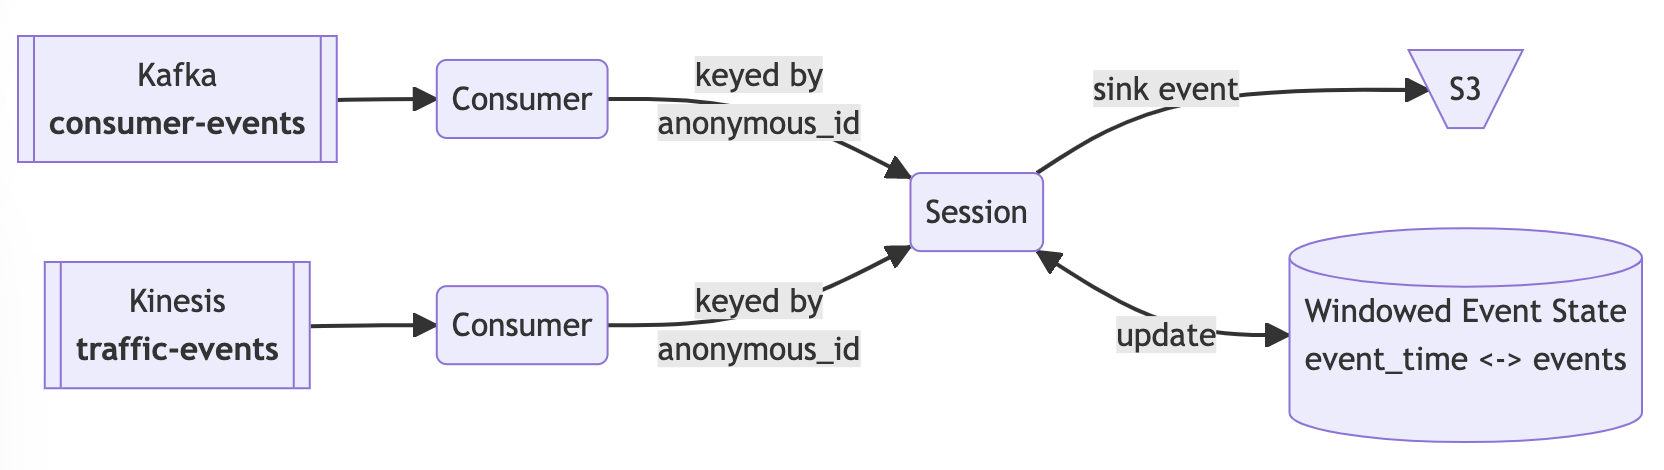 Kafka
consumer-events
Consumer
keyed by
anonymous_id
Kinesis
traffic-events
Consumer
keyed by
anonymous_id
Session
sink event
S3
update
Windowed Event State
event_time <-> events